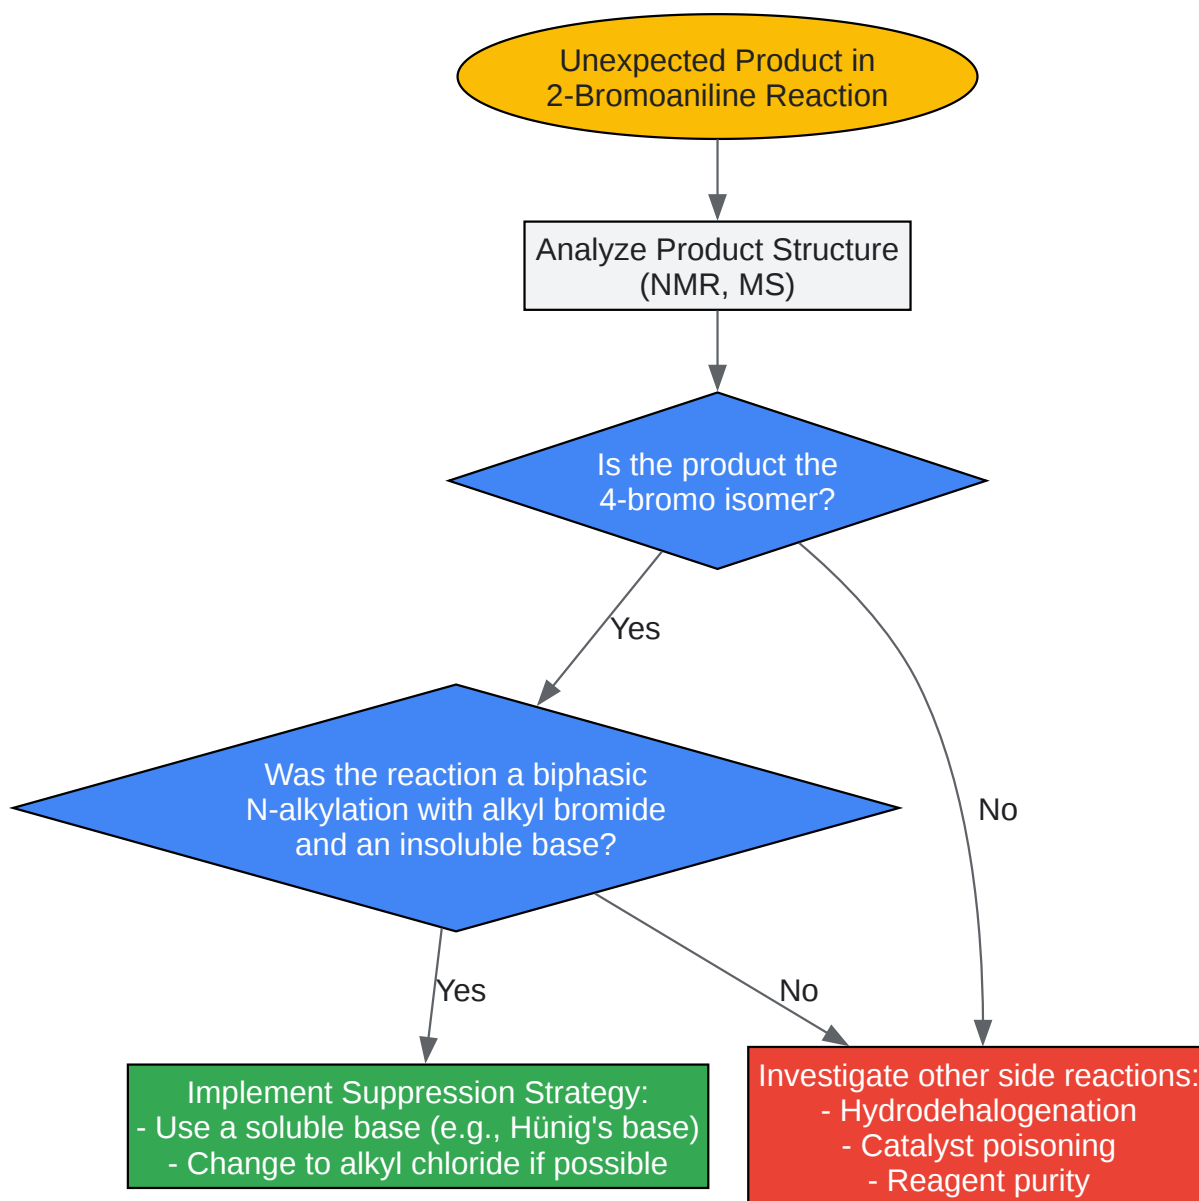 Unexpected Product in
2-Bromoaniline Reaction
Analyze Product Structure
(NMR, MS)
Is the product the
4-bromo isomer?
Yes
Was the reaction a biphasic
N-alkylation with alkyl bromide
and an insoluble base?
No
Yes
No
Implement Suppression Strategy:
- Use a soluble base (e.g., Hünig's base)
- Change to alkyl chloride if possible
Investigate other side reactions:
- Hydrodehalogenation
- Catalyst poisoning
- Reagent purity